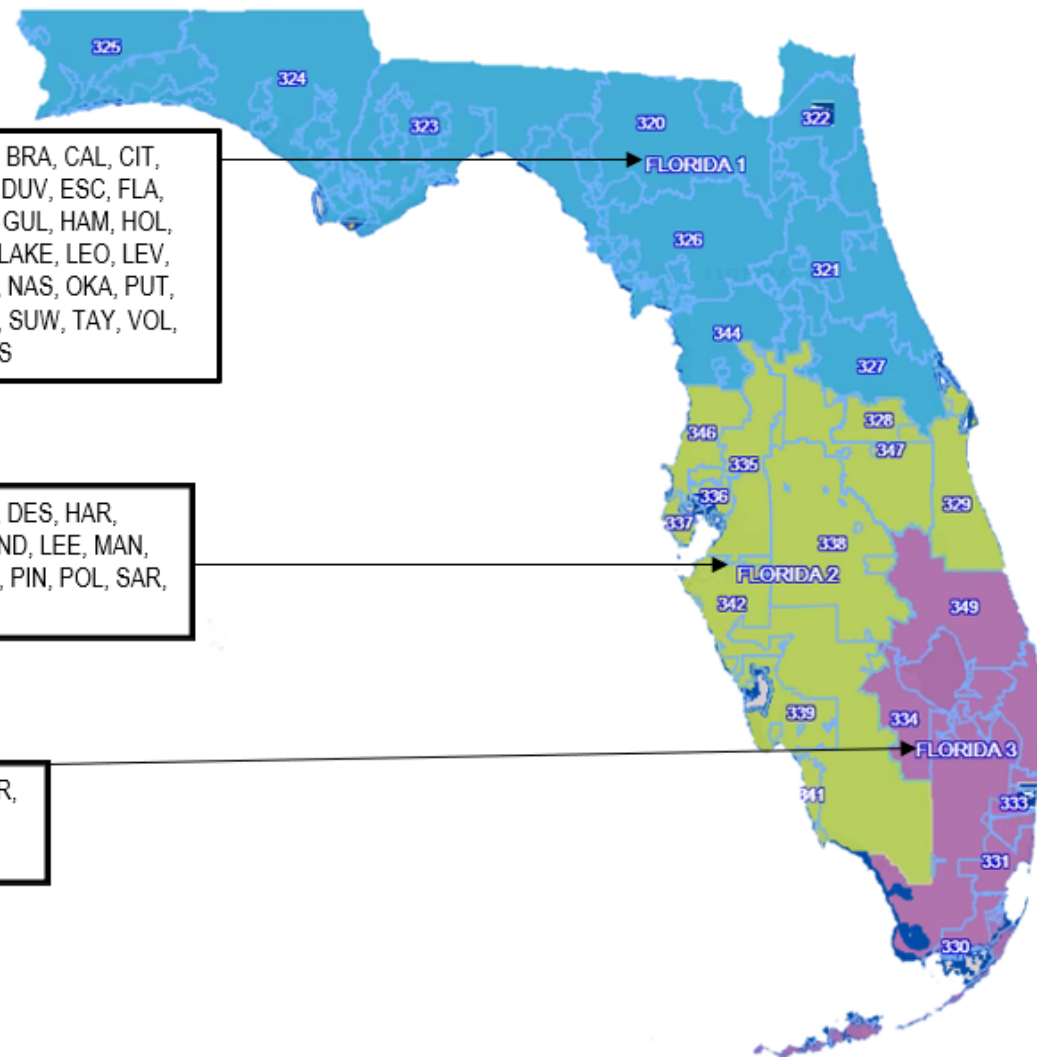 325
324
323
320
322
BRA, CAL, CIT,
DUV, ESC, FLA,
GUL, HAM, HOL,
LAKE, LEO, LEV,
NAS, OKA, PUT,
SUW, TAY, VOL,
FLORIDA 1
326
321
344
327
328
346
347
335
336
329
337
338
DES, HAR,
LEE, MAN,
PIN, POL, SAR,
FLORIDA 2
342
349
339
334
FLORIDA 3
341
333
331
330